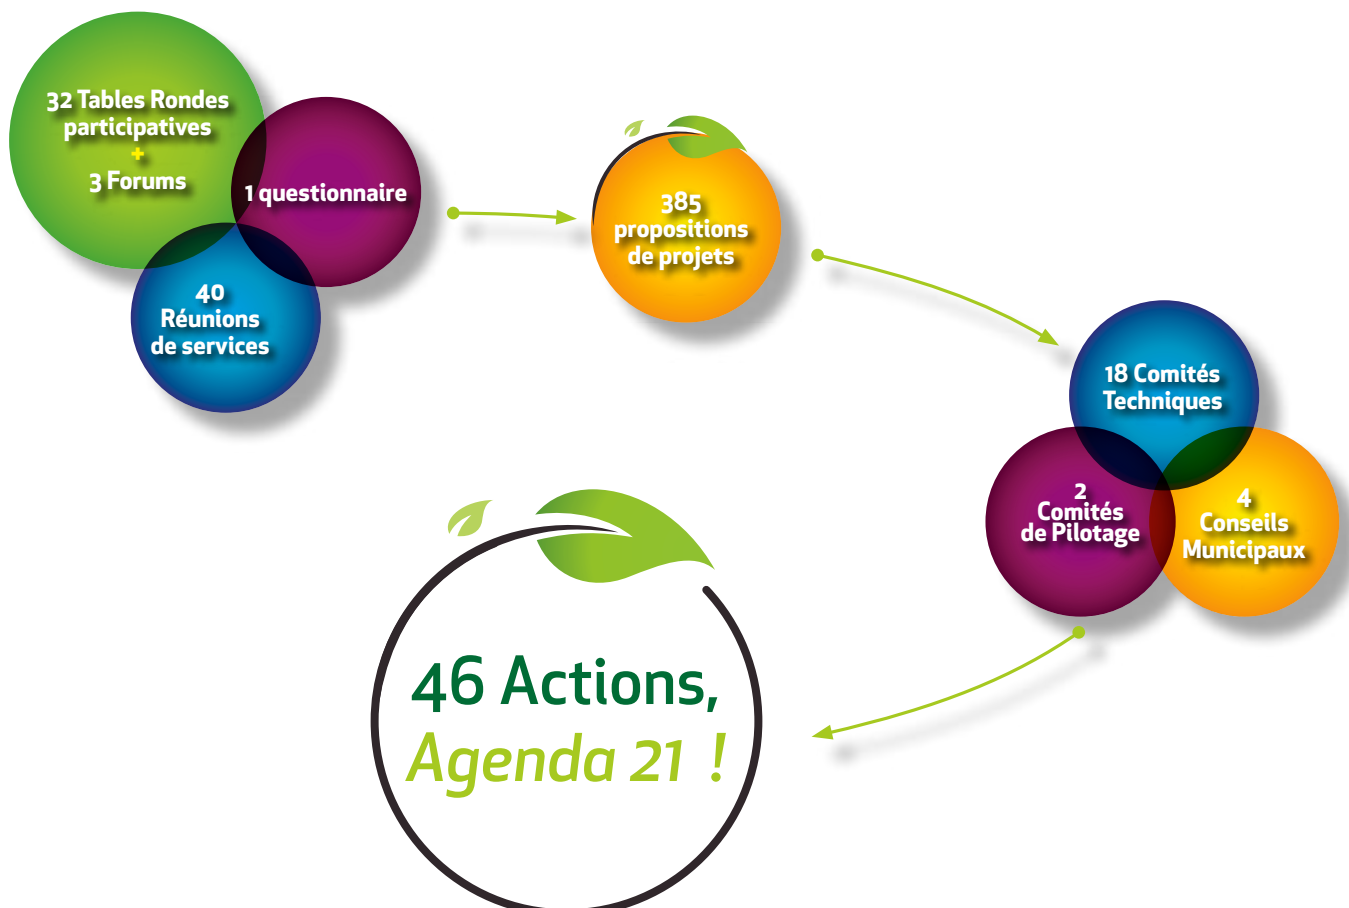 32 Tables Rondes
participatives
+
3 Forums
1 questionnaire
40
Réunions
de services
385
propositions
de projets
18 Comités
Techniques
2
Comités
de Pilotage
4
Conseils
Municipaux
46 Actions,
Agenda 21 !